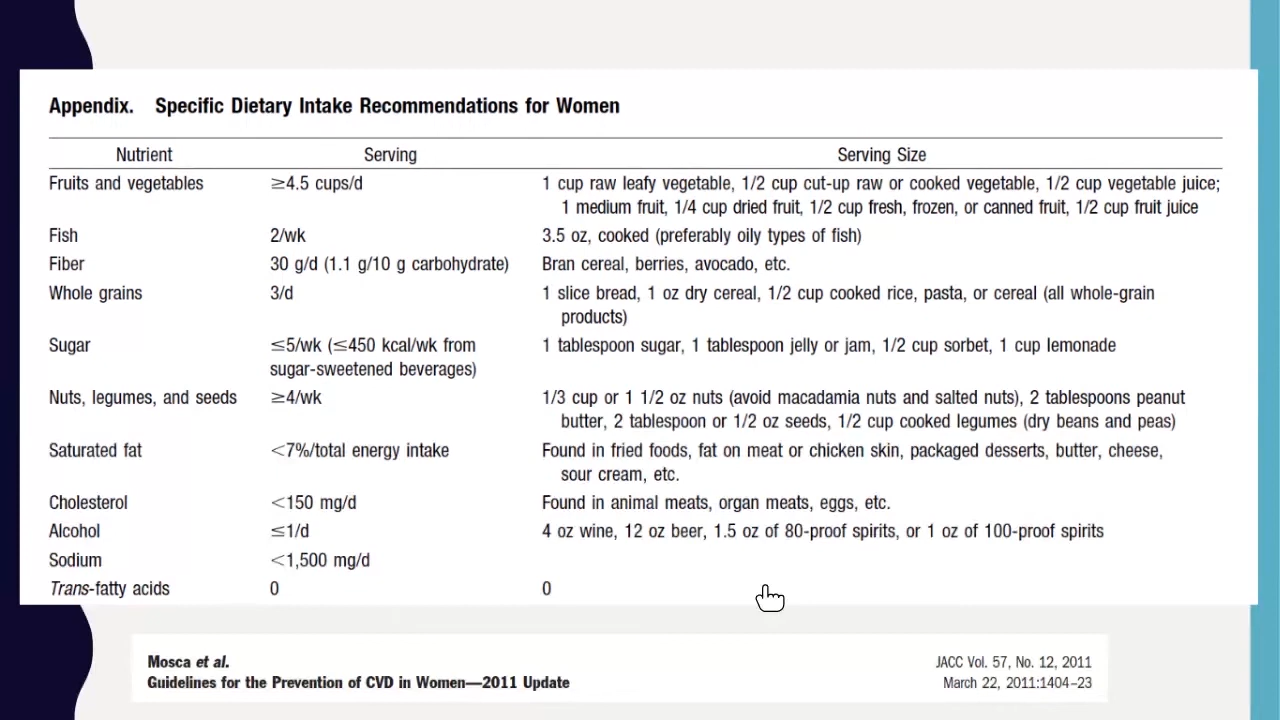 Appendix. Specific Dietary Intake Recommendations for Women
Nutrient Serving Serving Size
Fruits and vegetables ≥4.5 cups/d 1 cup raw leafy vegetable, 1/2 cup cut-up raw or cooked vegetable, 1/2 cup vegetable juice;
1 medium fruit, 1/4 cup dried fruit, 1/2 cup fresh, frozen, or canned fruit, 1/2 cup fruit juice
Fish 2/wk 3.5 oz, cooked (preferably oily types of fish)
Fiber 30 g/d (1.1 g/10 g carbohydrate) Bran cereal, berries, avocado, etc.
Whole grains 3/d 1 slice bread, 1 oz dry cereal, 1/2 cup cooked rice, pasta, or cereal (all whole-grain
products)
Sugar ≤5/wk (≤450 kcal/wk from 1 tablespoon sugar, 1 tablespoon jelly or jam, 1/2 cup sorbet, 1 cup lemonade
sugar-sweetened beverages)
Nuts, legumes, and seeds ≥4/wk 1/3 cup or 1 1/2 oz nuts (avoid macadamia nuts and salted nuts), 2 tablespoons peanut
butter, 2 tablespoon or 1/2 oz seeds, 1/2 cup cooked legumes (dry beans and peas)
Saturated fat <7%/total energy intake Found in fried foods, fat on meat or chicken skin, packaged desserts, butter, cheese,
sour cream, etc.
Cholesterol <150 mg/d Found in animal meats, organ meats, eggs, etc.
Alcohol ≤1/d 4 oz wine, 12 oz beer, 1.5 oz of 80-proof spirits, or 1 oz of 100-proof spirits
Sodium <1,500 mg/d
Trans-fatty acids 0 0
Mosca et al. JACC Vol. 57, No. 12, 2011
Guidelines for the Prevention of CVD in Women—2011 Update March 22, 2011:1404–23